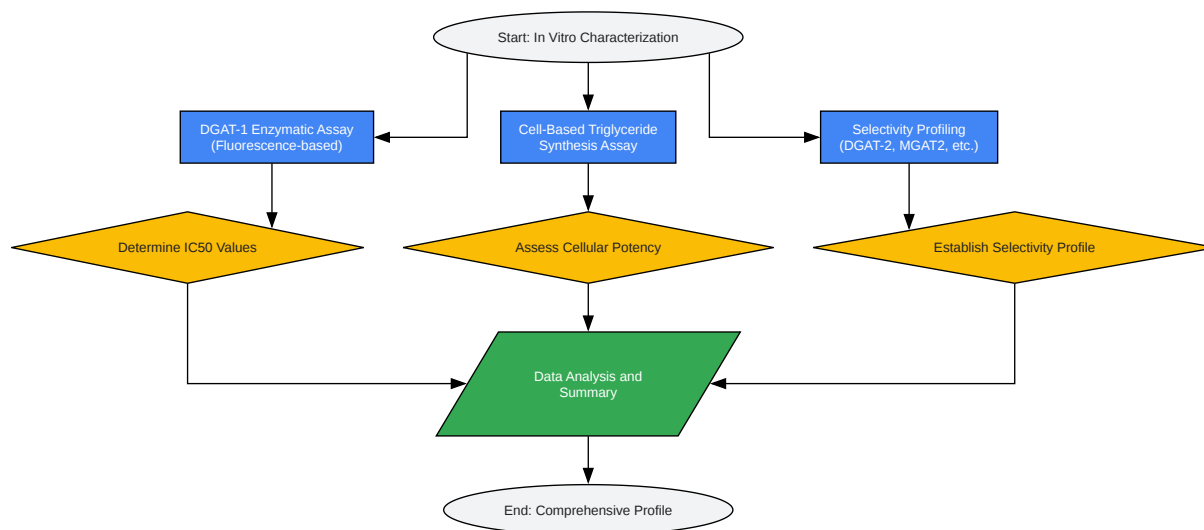 Start: In Vitro Characterization
DGAT-1 Enzymatic Assay
(Fluorescence-based)
Cell-Based Triglyceride
Synthesis Assay
Selectivity Profiling
(DGAT-2, MGAT2, etc.)
Determine IC50 Values
Assess Cellular Potency
Establish Selectivity Profile
Data Analysis and
Summary
End: Comprehensive Profile